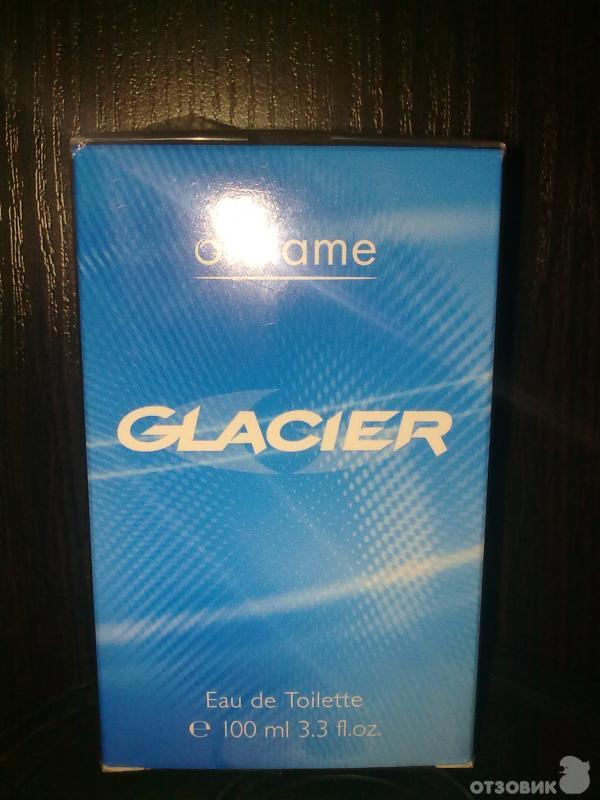 GLACIER
Eau de Toilette
℮ 100 ml 3.3 fl.oz.
ОТЗОВИК